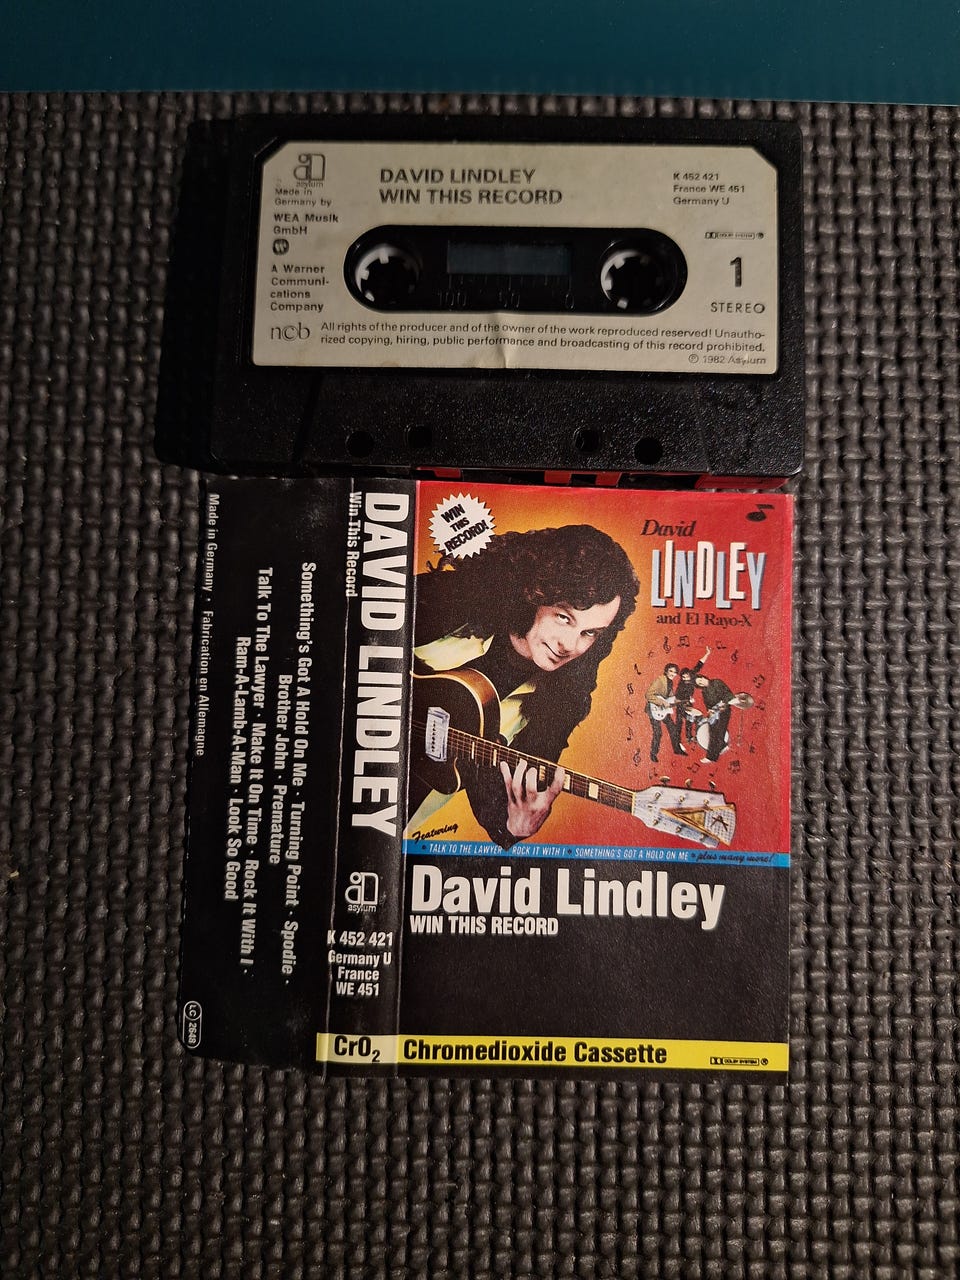 asylum
Made in
Germany by
WEA Musik
GmbH
A Warner
Communi-
cations
Company
DAVID LINDLEY
WIN THIS RECORD
K 452 421
France WE 451
Germany U
DOLBY SYSTEM
1
STEREO
100 50 0
ncb
All rights of the producer and of the owner of the work reproduced reserved! Unautho-
rized copying, hiring, public performance and broadcasting of this record prohibited.
℗ 1982 Asylum
Made in Germany · Fabrication en Allemagne
LC 2648
Something's Got A Hold On Me · Turning Point · Spodie ·
Brother John · Premature
Talk To The Lawyer · Make It On Time · Rock It With I ·
Ram-A-Lamb-A-Man · Look So Good
DAVID LINDLEY
Win This Record
asylum
K 452 421
Germany U
France
WE 451
CrO2
WIN
THIS
RECORD!
David
LINDLEY
and El Rayo-X
Featuring
• TALK TO THE LAWYER • ROCK IT WITH I • SOMETHING'S GOT A HOLD ON ME • plus many more!
David Lindley
WIN THIS RECORD
Chromedioxide Cassette
DOLBY SYSTEM